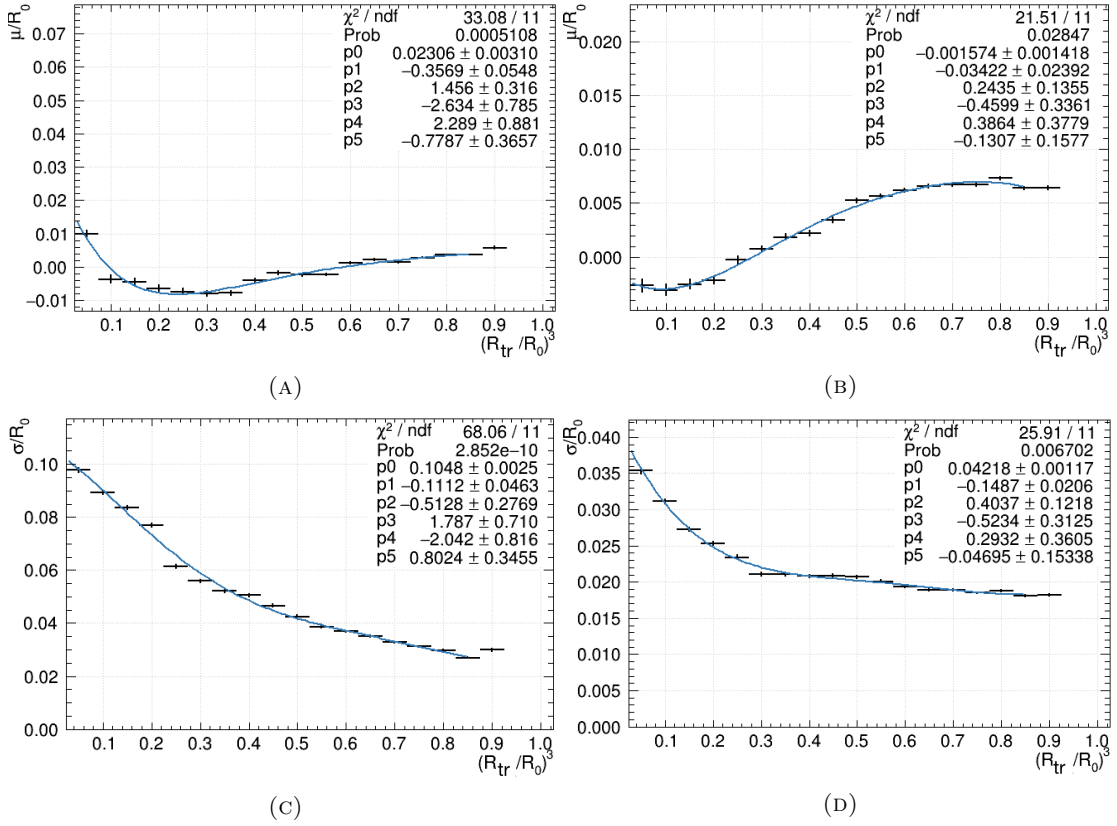 μ/R₀
χ² / ndf 33.08 / 11
Prob 0.0005108
p0 0.02306 ± 0.00310
p1 −0.3569 ± 0.0548
p2 1.456 ± 0.316
p3 −2.634 ± 0.785
p4 2.289 ± 0.881
p5 −0.7787 ± 0.3657
0.07
0.06
0.05
0.04
0.03
0.02
0.01
0.00
−0.01
0.1 0.2 0.3 0.4 0.5 0.6 0.7 0.8 0.9 1.0
(R_tr /R₀)³
(A)
μ/R₀
χ² / ndf 21.51 / 11
Prob 0.02847
p0 −0.001574 ± 0.001418
p1 −0.03422 ± 0.02392
p2 0.2435 ± 0.1355
p3 −0.4599 ± 0.3361
p4 0.3864 ± 0.3779
p5 −0.1307 ± 0.1577
0.020
0.015
0.010
0.005
0.000
0.1 0.2 0.3 0.4 0.5 0.6 0.7 0.8 0.9 1.0
(R_tr /R₀)³
(B)
σ/R₀
χ² / ndf 68.06 / 11
Prob 2.852e−10
p0 0.1048 ± 0.0025
p1 −0.1112 ± 0.0463
p2 −0.5128 ± 0.2769
p3 1.787 ± 0.710
p4 −2.042 ± 0.816
p5 0.8024 ± 0.3455
0.10
0.08
0.06
0.04
0.02
0.00
0.1 0.2 0.3 0.4 0.5 0.6 0.7 0.8 0.9 1.0
(R_tr /R₀)³
(C)
σ/R₀
χ² / ndf 25.91 / 11
Prob 0.006702
p0 0.04218 ± 0.00117
p1 −0.1487 ± 0.0206
p2 0.4037 ± 0.1218
p3 −0.5234 ± 0.3125
p4 0.2932 ± 0.3605
p5 −0.04695 ± 0.15338
0.040
0.035
0.030
0.025
0.020
0.015
0.010
0.005
0.000
0.1 0.2 0.3 0.4 0.5 0.6 0.7 0.8 0.9 1.0
(R_tr /R₀)³
(D)